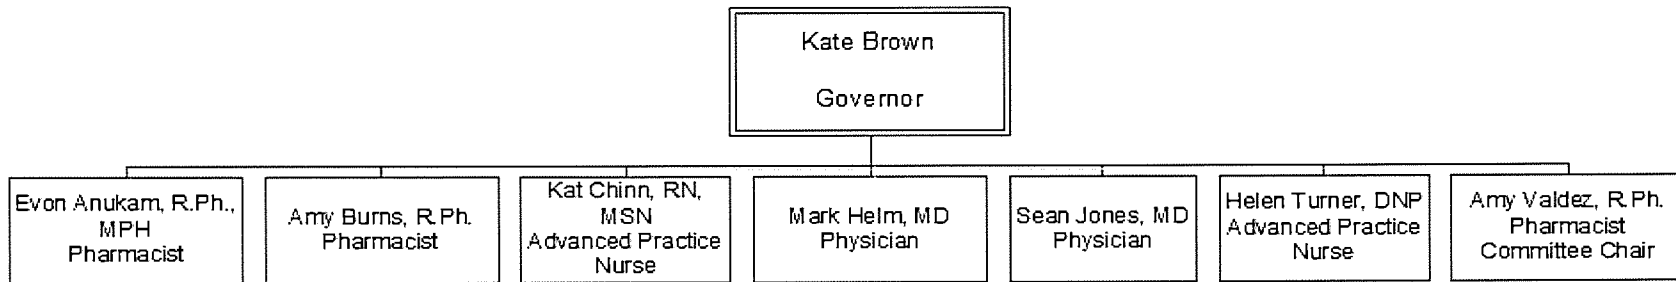 Kate Brown
Governor
Evon Anukam, R.Ph.,
MPH
Pharmacist
Amy Burns, R.Ph.
Pharmacist
Kat Chinn, RN,
MSN
Advanced Practice
Nurse
Mark Helm, MD
Physician
Sean Jones, MD
Physician
Helen Turner, DNP
Advanced Practice
Nurse
Amy Valdez, R.Ph.
Pharmacist
Committee Chair